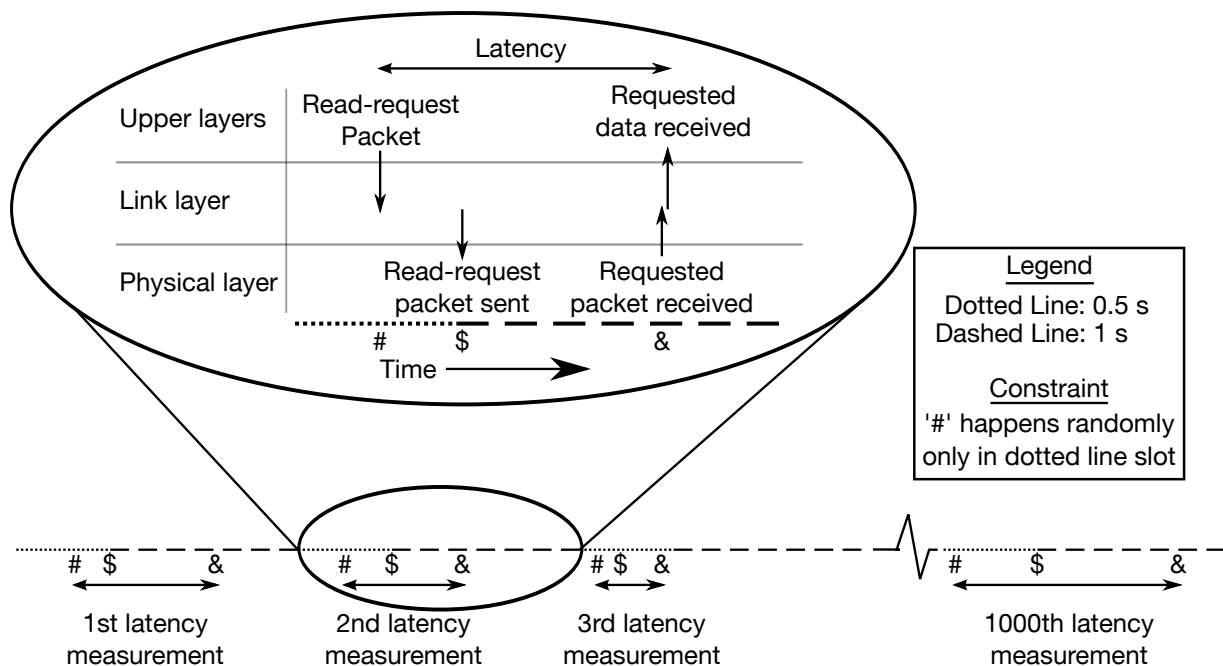 Latency
Upper layers
Read-request
Packet
Requested
data received
Link layer
Physical layer
Read-request
packet sent
Requested
packet received
# $ &
Time
Legend
Dotted Line: 0.5 s
Dashed Line: 1 s
Constraint
'#' happens randomly
only in dotted line slot
# $ &
# $ &
# $ &
# $ &
1st latency
measurement
2nd latency
measurement
3rd latency
measurement
1000th latency
measurement